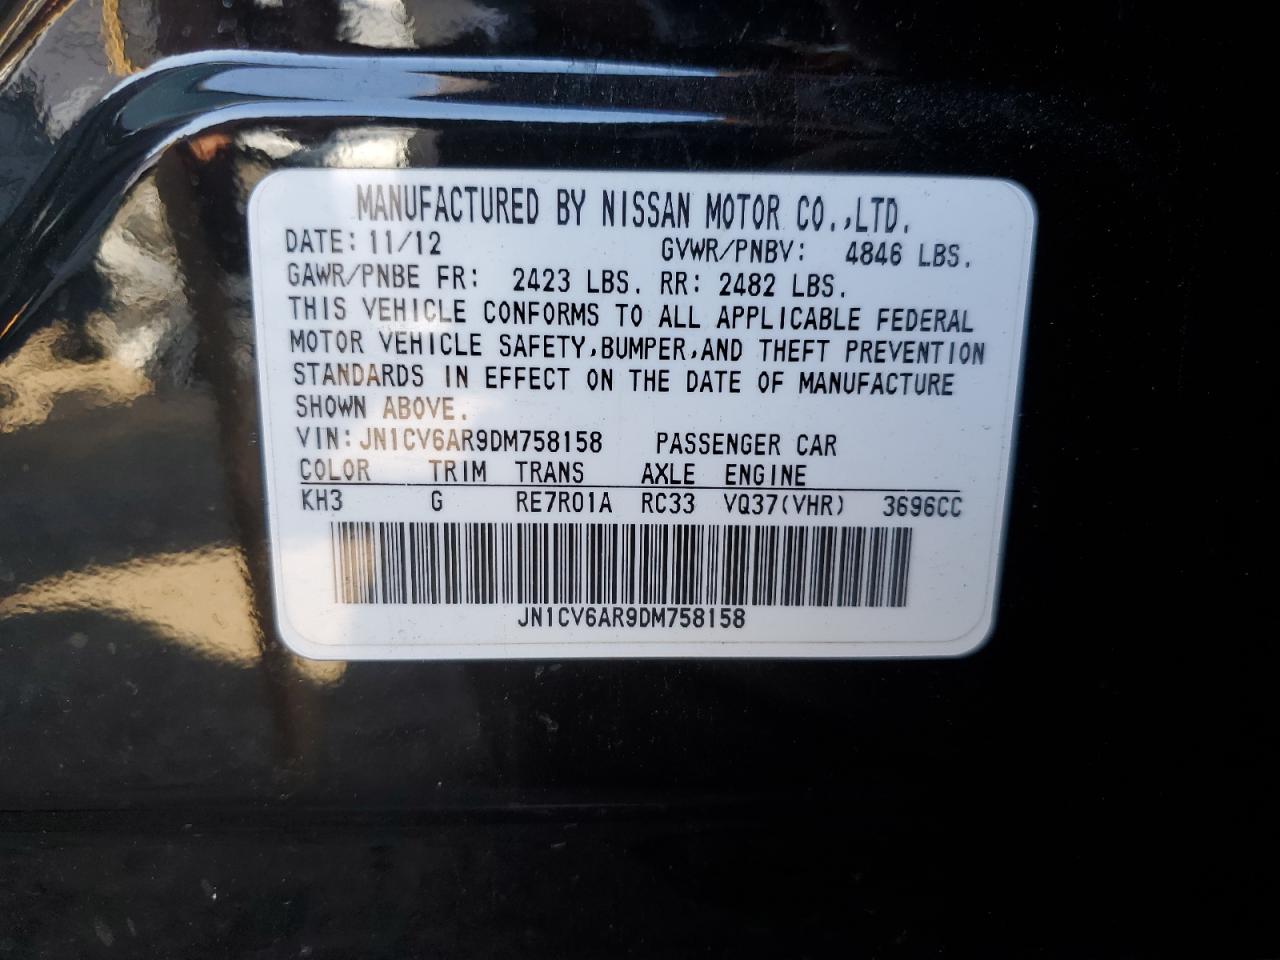 MANUFACTURED BY NISSAN MOTOR CO.,LTD.
DATE: 11/12 GVWR/PNBV: 4846 LBS.
GAWR/PNBE FR: 2423 LBS. RR: 2482 LBS.
THIS VEHICLE CONFORMS TO ALL APPLICABLE FEDERAL
MOTOR VEHICLE SAFETY,BUMPER,AND THEFT PREVENTION
STANDARDS IN EFFECT ON THE DATE OF MANUFACTURE
SHOWN ABOVE.
VIN:JN1CV6AR9DM758158 PASSENGER CAR
COLOR TRIM TRANS AXLE ENGINE
KH3 G RE7R01A RC33 VQ37(VHR) 3696CC
JN1CV6AR9DM758158